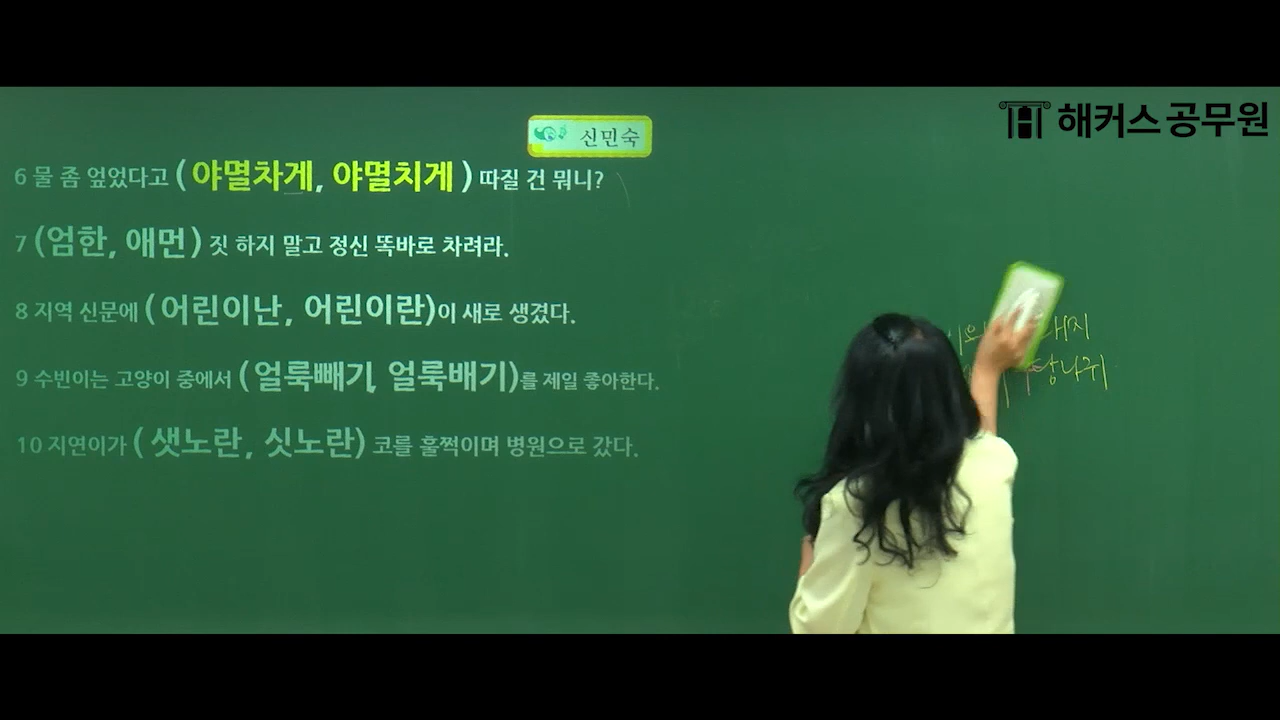 해커스공무원
신민숙
6 물 좀 엎었다고 (야멸차게, 야멸치게) 따질 건 뭐니?
7 (엄한, 애먼) 짓 하지 말고 정신 똑바로 차려라.
8 지역 신문에 (어린이난, 어린이란)이 새로 생겼다.
9 수빈이는 고양이 중에서 (얼룩빼기, 얼룩배기)를 제일 좋아한다.
10 지연이가 (샛노란, 싯노란) 코를 훌쩍이며 병원으로 갔다.
당나귀